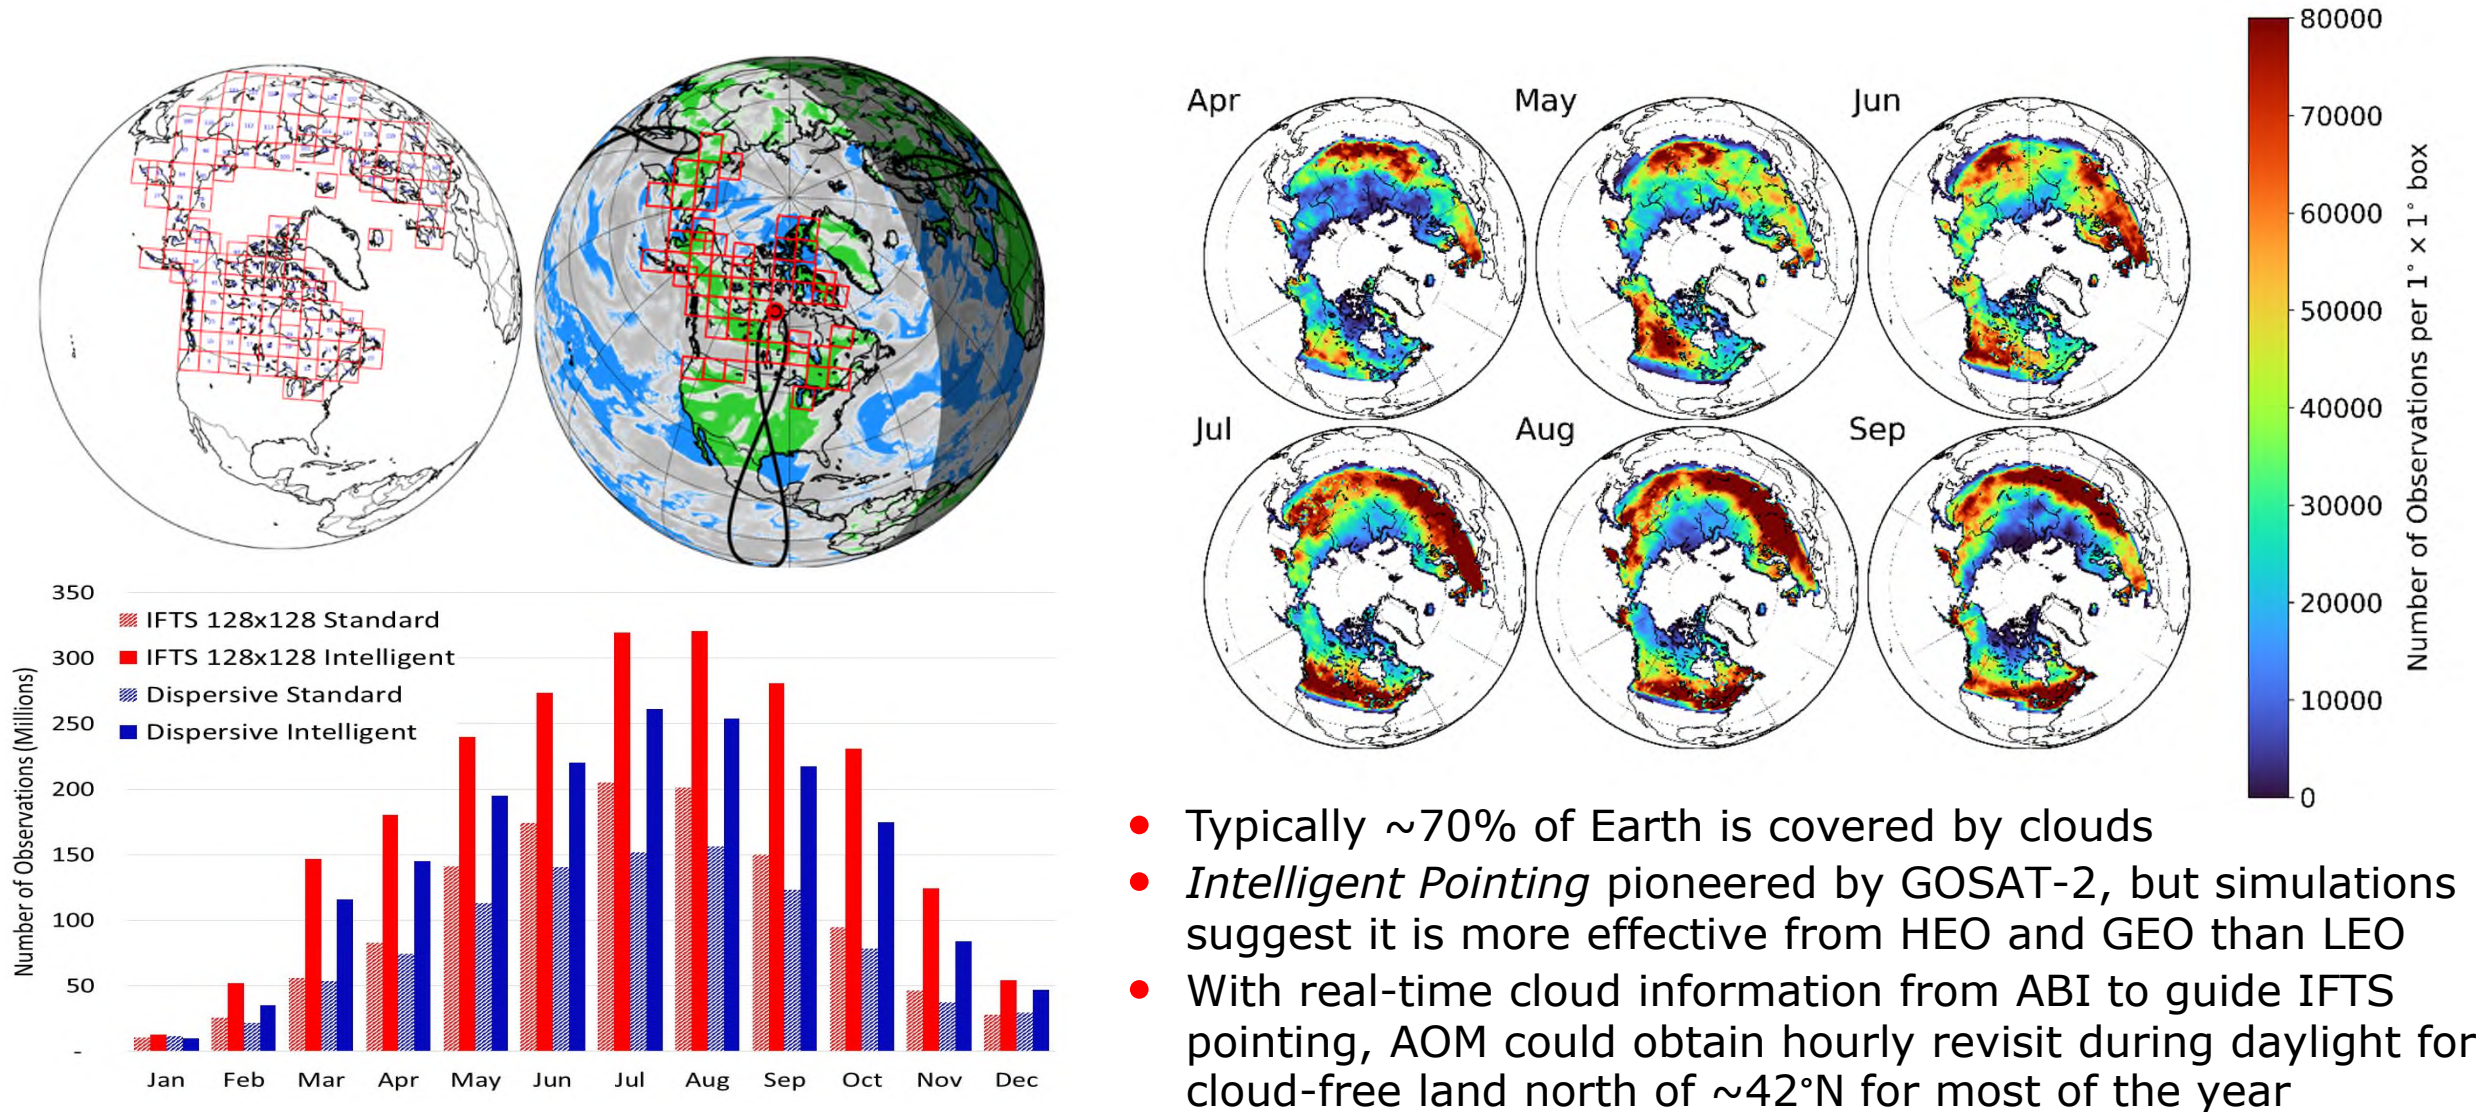 350
300
250
200
150
100
50
-
Number of Observations (Millions)
IFTS 128x128 Standard
IFTS 128x128 Intelligent
Dispersive Standard
Dispersive Intelligent
Jan Feb Mar Apr May Jun Jul Aug Sep Oct Nov Dec
Apr May Jun
Jul Aug Sep
80000
70000
60000
50000
40000
30000
20000
10000
0
Number of Observations per 1° × 1° box
• Typically ~70% of Earth is covered by clouds
• Intelligent Pointing pioneered by GOSAT-2, but simulations
suggest it is more effective from HEO and GEO than LEO
• With real-time cloud information from ABI to guide IFTS
pointing, AOM could obtain hourly revisit during daylight for
cloud-free land north of ~42°N for most of the year